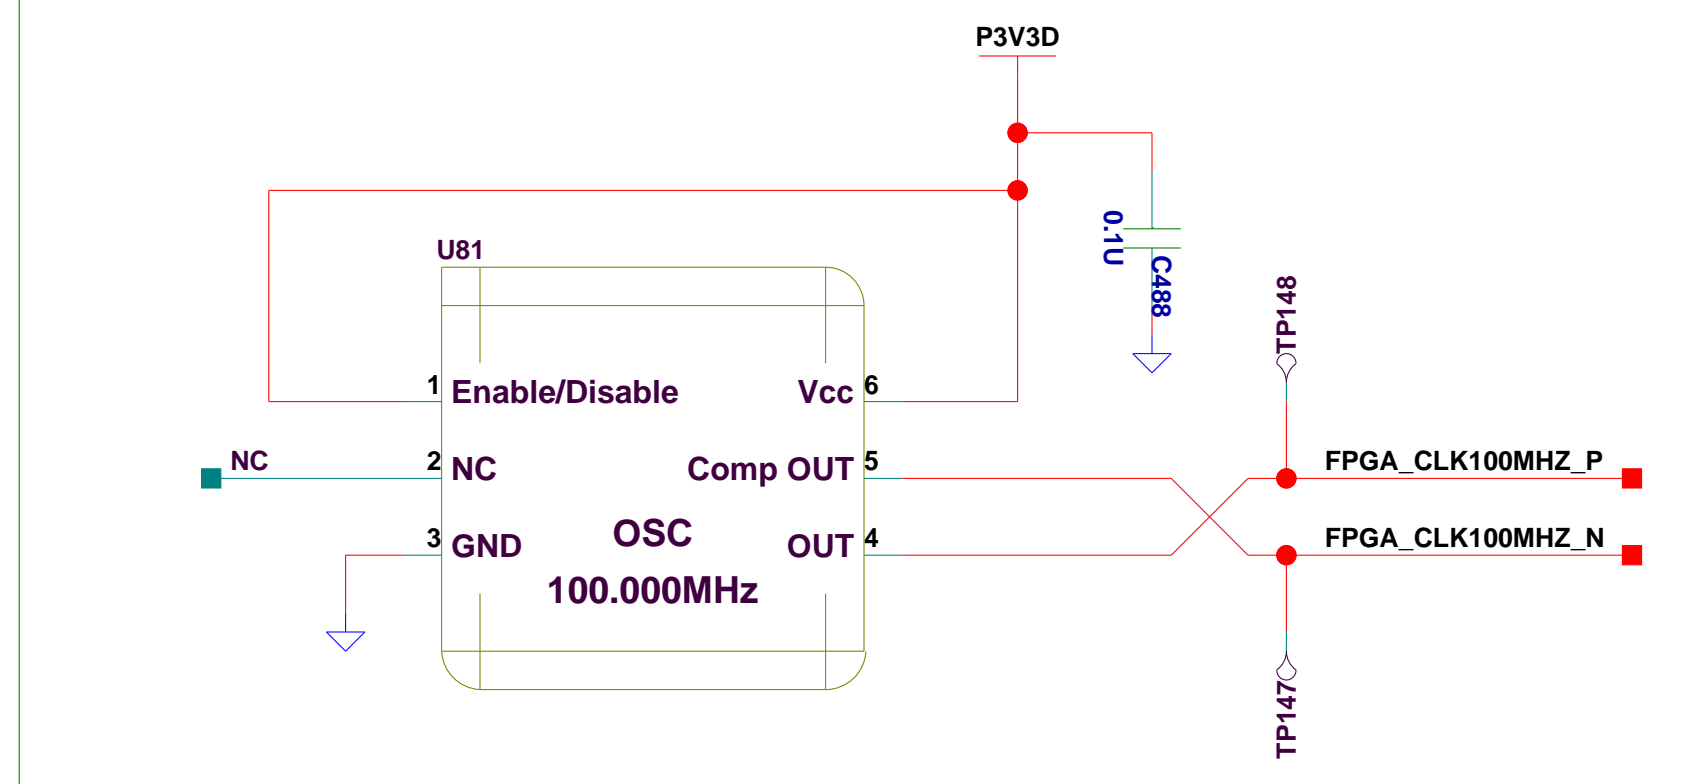 P3V3D
0.1U
C488
U81
TP148
1 Enable/Disable
Vcc 6
NC
2 NC
Comp OUT 5
FPGA_CLK100MHZ_P
3 GND
OSC
OUT 4
FPGA_CLK100MHZ_N
100.000MHz
TP147